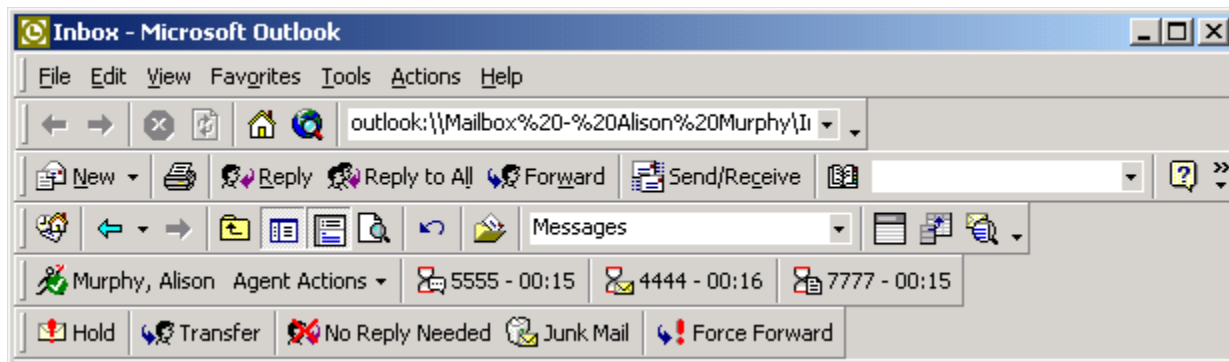 Inbox - Microsoft Outlook
File Edit View Favorites Tools Actions Help
outlook:\\Mailbox%20-%20Alison%20Murphy\I
New Reply Reply to All Forward Send/Receive
Messages
Murphy, Alison Agent Actions 5555 - 00:15 4444 - 00:16 7777 - 00:15
Hold Transfer No Reply Needed Junk Mail Force Forward